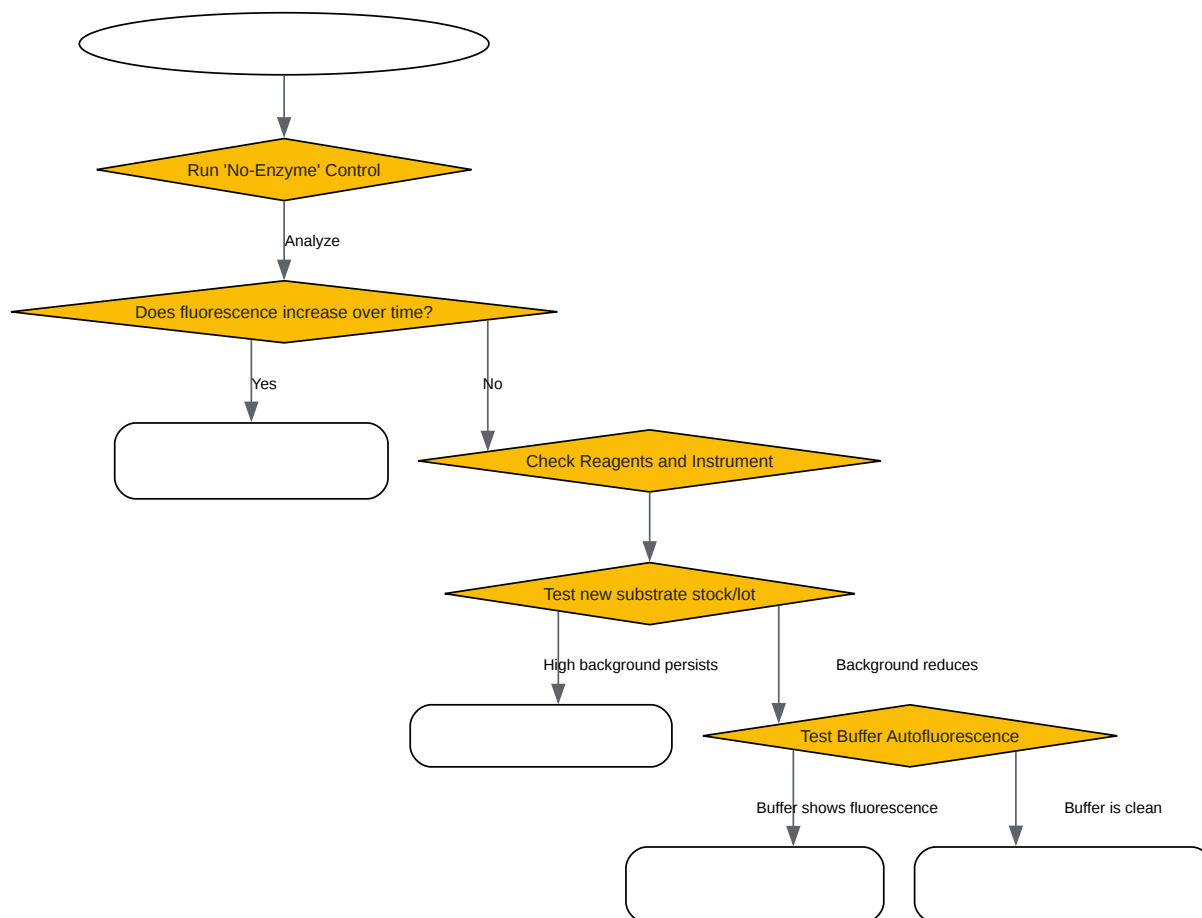 Run 'No-Enzyme' Control
Analyze
Does fluorescence increase over time?
Yes
No
Check Reagents and Instrument
Test new substrate stock/lot
High background persists
Background reduces
Test Buffer Autofluorescence
Buffer shows fluorescence
Buffer is clean